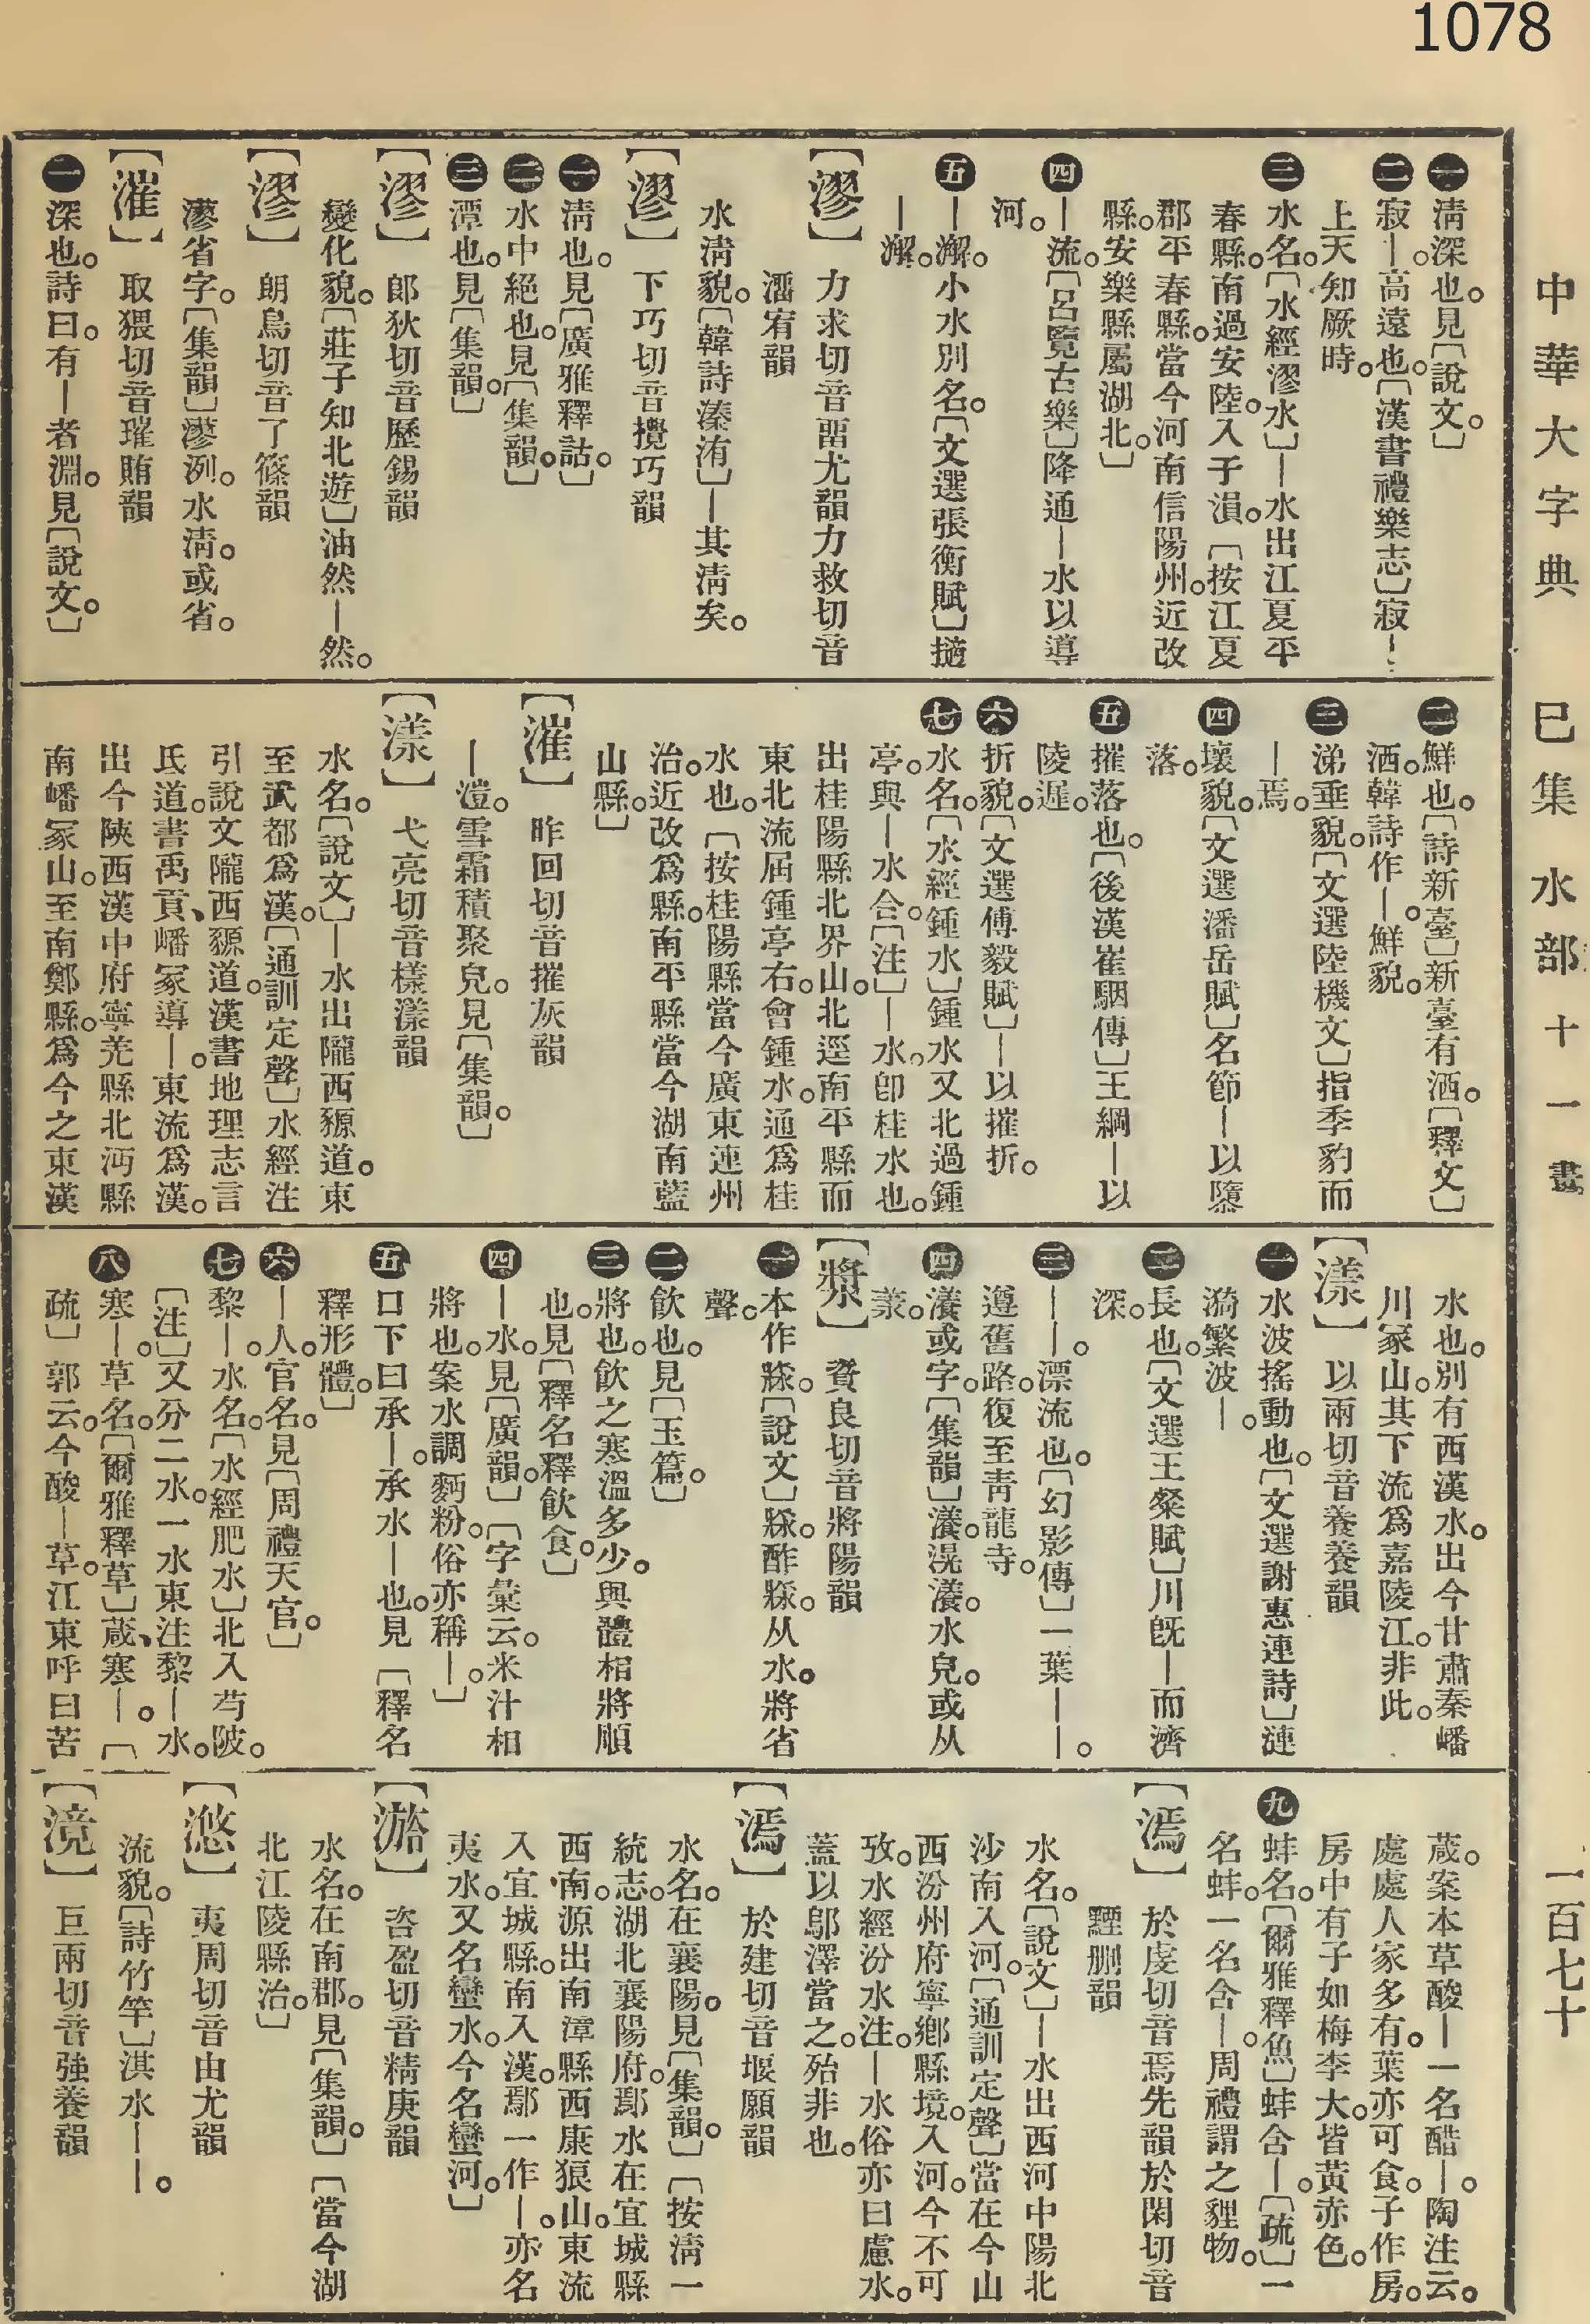 1078
中華大字典 巳集 水部 十一畫 一百七十
㊀清深也。見〔說文。〕
㊁寂—。高遠也。〔漢書禮樂志〕寂—
上天知厥時。
㊂水名。〔水經漻水〕—水出江夏平
春縣。南過安陸。入于溳。〔按江夏
郡平春縣。當今河南信陽州。近改
縣。安樂縣屬湖北。〕
㊃—流。〔呂覽古樂〕降通—水以導
河。
㊄—澥。小水別名。〔文選張衡賦〕擿
—澥。
〔漻〕 力求切音畱尤韻力救切音
溜宥韻
水淸貌。〔韓詩溱洧〕—其淸矣。
〔漻〕 下巧切音攪巧韻
㊀淸也。見〔廣雅釋詁。〕
㊁水中絕也。見〔集韻。〕
㊂潭也。見〔集韻。〕
〔漻〕 郞狄切音歷錫韻
變化貌。〔莊子知北遊〕油然—然。
〔漻〕 朗鳥切音了篠韻
藰省字。〔集韻〕藰洌。水淸。或省。
〔漼〕 取猥切音璀賄韻
㊀深也。詩曰。有—者淵。見〔說文。〕
㊁鮮也。〔詩新臺〕新臺有洒。〔釋文〕
洒。韓詩作—。鮮貌。
㊂涕垂貌。〔文選陸機文〕指季豹而
—焉。
㊃壞貌。〔文選潘岳賦〕名節—以隳
落。
㊄摧落也。〔後漢崔駰傳〕王綱—以
陵遲。
㊅折貌。〔文選傅毅賦〕—以摧折。
㊆水名。〔水經鍾水〕鍾水又北過鍾
亭。與—水合。〔注〕—水。卽桂水也。
出桂陽縣北界山。山北逕南平縣而
東北流屆鍾亭。右會鍾水。通爲桂
水也。〔按桂陽縣當今廣東連州
治。近改爲縣。南平縣當今湖南藍
山縣。〕
〔漼〕 昨回切音摧灰韻
—漄。雪霜積聚皃。見〔集韻。〕
〔漾〕 弋亮切音樣漾韻
水名。〔說文〕—水出隴西豲道。東
至武都爲漢。〔通訓定聲〕水經注
引說文隴西豲道。漢書地理志言
氐道。書禹貢、嶓冢導—。東流爲漢。
出今陝西漢中府寧羌縣北沔縣
南嶓冢山。至南鄭縣。爲今之東漢
水也。別有西漢水。出今甘肅秦嶓
川冢山。其下流爲嘉陵江。非此。
〔漾〕 以兩切音養養韻
㊀水波搖動也。〔文選謝惠連詩〕漣
漪繁波—。
㊁長也。〔文選王粲賦〕川旣—而濟
深。
㊂——。漂流也。〔幻影傳〕一葉——。
遵舊路。復至靑龍寺。
㊃瀁或字。〔集韻〕瀁。滉瀁。水皃。或从
羕。
〔漿〕 資良切音將陽韻
㊀本作𤖅。〔說文〕𤖅。酢𤖅。从水。將省
聲。
㊁飮也。見〔玉篇。〕
㊂將也。飮之寒溫多少。與體相將順
也。見〔釋名釋飮食。〕
㊃—水。見〔廣韻。〕〔字彙云。米汁相
將也。案水調麪粉。俗亦稱—。〕
㊄口下曰承—。承水—也。見〔釋名
釋形體。〕
㊅—人。官名。見〔周禮天官。〕
㊆黎—。水名。〔水經肥水〕北入芍陂。
〔注〕又分二水。一水東注黎—水。
㊇寒—。草名。〔爾雅釋草〕葴、寒—。〔
疏〕郭云。今酸—草。江東呼曰苦
葴。案本草酸—一名醋—。陶注云。
處處人家多有。葉亦可食。子作房。
房中有子如梅李大。皆黃赤色。
㊈蚌名。〔爾雅釋魚〕蚌含—。〔疏〕一
名蚌。一名含—。周禮謂之貍物。
〔漹〕 於虔切音焉先韻於閑切音
黫刪韻
水名。〔說文〕—水出西河中陽北
沙南入河。〔通訓定聲〕當在今山
西汾州府寧鄕縣境。入河。今不可
攷。水經汾水注。—水俗亦曰慮水。
蓋以鄔澤當之。殆非也。
〔漹〕 於建切音堰願韻
水名。在襄陽。見〔集韻。〕〔按淸一
統志。湖北襄陽府。鄢水在宜城縣
西南。源出南漳縣西康狼山。東流
入宜城縣。南入漢。鄢一作—。亦名
夷水。又名蠻水。今名蠻河。〕
〔濸〕 咨盈切音精庚韻
水名。在南郡。見〔集韻。〕〔當今湖
北江陵縣治。〕
〔滺〕 夷周切音由尤韻
流貌。〔詩竹竿〕淇水——。
〔滰〕 巨兩切音強養韻